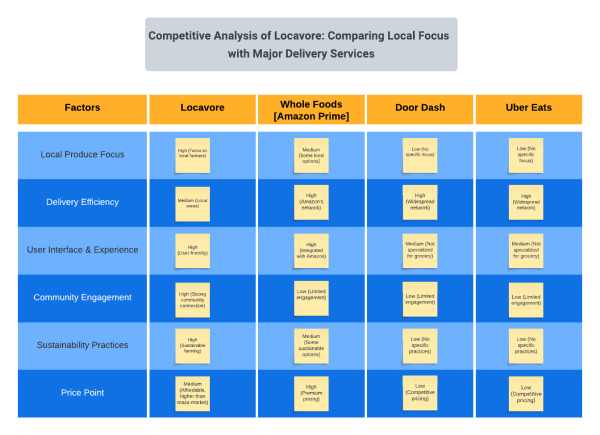 Competitive Analysis of Locavore: Comparing Local Focus
with Major Delivery Services
Factors
Locavore
Whole Foods
[Amazon Prime]
Door Dash
Uber Eats
Local Produce Focus
High (Focus on
local farmers)
Medium
(Some local
options)
Low (No
specific focus)
Low (No
specific
focus)
Delivery Efficiency
Medium (Local
areas)
High
(Amazon's
network)
High
(Widespread
network)
High
(Widespread
network)
User Interface & Experience
High
(User-friendly)
High
(Integrated
with Amazon)
Medium (Not
specialized
for grocery)
Medium (Not
specialized
for grocery)
Community Engagement
High (Strong
community
connection)
Low (Limited
engagement)
Low (Limited
engagement)
Low (Limited
engagement)
Sustainability Practices
High
(Sustainable
farming)
Medium
(Some
sustainable
options)
Low (No
specific
practices)
Low (No
specific
practices)
Price Point
Medium
(Affordable,
higher than
mass-market)
High
(Premium
pricing)
Low
(Competitive
pricing)
Low
(Competitive
pricing)